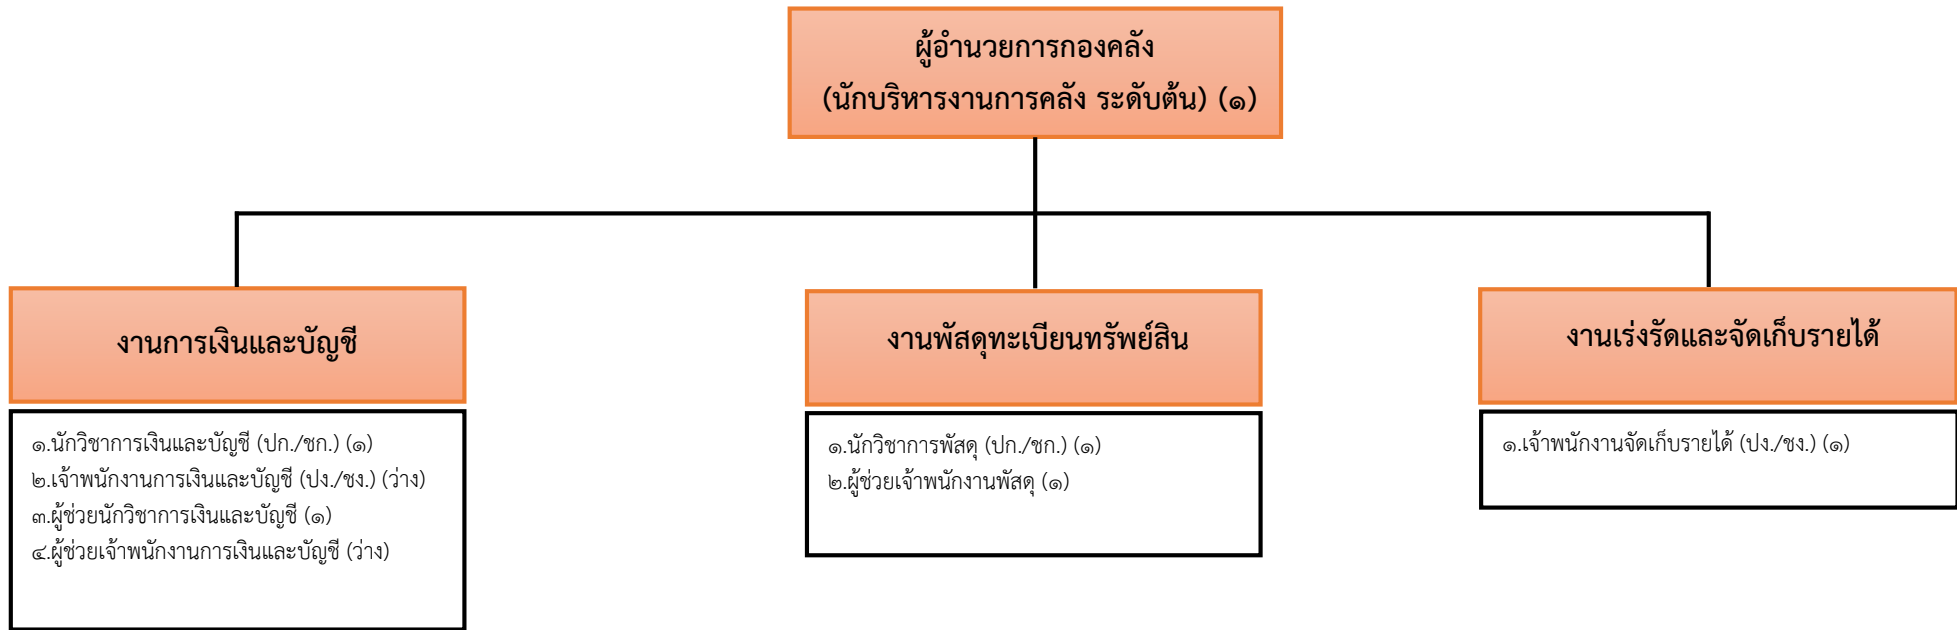 ผู้อำนวยการกองคลัง
(นักบริหารงานการคลัง ระดับต้น) (๑)
งานการเงินและบัญชี
๑.นักวิชาการเงินและบัญชี (ปก./ชก.) (๑)
๒.เจ้าพนักงานการเงินและบัญชี (ปง./ชง.) (ว่าง)
๓.ผู้ช่วยนักวิชาการเงินและบัญชี (๑)
๔.ผู้ช่วยเจ้าพนักงานการเงินและบัญชี (ว่าง)
งานพัสดุทะเบียนทรัพย์สิน
๑.นักวิชาการพัสดุ (ปก./ชก.) (๑)
๒.ผู้ช่วยเจ้าพนักงานพัสดุ (๑)
งานเร่งรัดและจัดเก็บรายได้
๑.เจ้าพนักงานจัดเก็บรายได้ (ปง./ชง.) (๑)